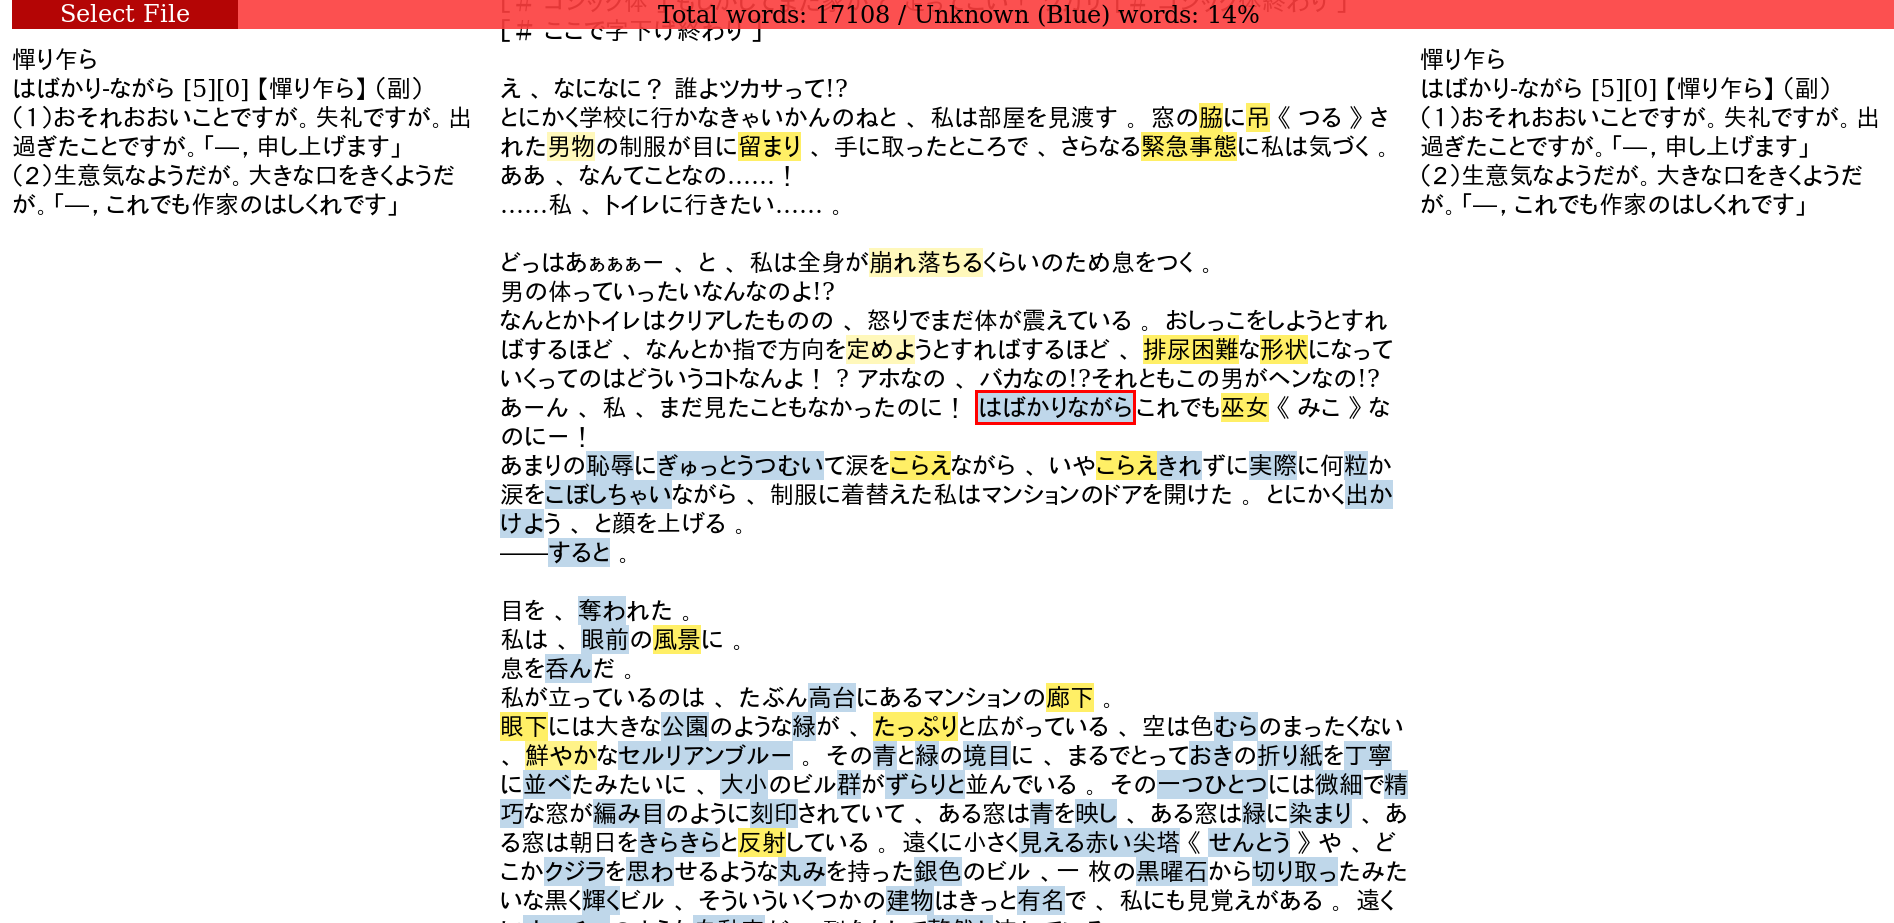 Select File
Total words: 17108 / Unknown (Blue) words: 14%
憚り乍ら
はばかり-ながら [5][0]【憚り乍ら】（副）
（1）おそれおおいことですが。失礼ですが。出
過ぎたことですが。「―，申し上げます」
（2）生意気なようだが。大きな口をきくようだ
が。「―，これでも作家のはしくれです」
[＃ ここで字下げ終わり ]
え 、 なになに？ 誰よツカサって!?
とにかく学校に行かなきゃいかんのねと 、 私は部屋を見渡す 。 窓の脇に吊《 つる 》さ
れた男物の制服が目に留まり 、 手に取ったところで 、 さらなる緊急事態に私は気づく 。
ああ 、 なんてことなの……！
……私 、 トイレに行きたい…… 。
どっはあぁぁぁー 、 と 、 私は全身が崩れ落ちるくらいのため息をつく 。
男の体っていったいなんなのよ!?
なんとかトイレはクリアしたものの 、 怒りでまだ体が震えている 。 おしっこをしようとすれ
ばするほど 、 なんとか指で方向を定めようとすればするほど 、 排尿困難な形状になって
いくってのはどういうコトなんよ！ ? アホなの 、 バカなの!?それともこの男がヘンなの!?
あーん 、 私 、 まだ見たこともなかったのに！ はばかりながらこれでも巫女《 みこ 》な
のにー！
あまりの恥辱にぎゅっとうつむいて涙をこらえながら 、 いやこらえきれずに実際に何粒か
涙をこぼしちゃいながら 、 制服に着替えた私はマンションのドアを開けた 。 とにかく出か
けよう 、 と顔を上げる 。
――すると 。
目を 、 奪われた 。
私は 、 眼前の風景に 。
息を呑んだ 。
私が立っているのは 、 たぶん高台にあるマンションの廊下 。
眼下には大きな公園のような緑が 、 たっぷりと広がっている 、 空は色むらのまったくない
、 鮮やかなセルリアンブルー 。 その青と緑の境目に 、 まるでとっておきの折り紙を丁寧
に並べたみたいに 、 大小のビル群がずらりと並んでいる 。 その一つひとつには微細で精
巧な窓が編み目のように刻印されていて 、 ある窓は青を映し 、 ある窓は緑に染まり 、 あ
る窓は朝日をきらきらと反射している 。 遠くに小さく見える赤い尖塔《 せんとう 》や 、 ど
こかクジラを思わせるような丸みを持った銀色のビル 、一 枚の黒曜石から切り取ったみた
いな黒く輝くビル 、 そういういくつかの建物はきっと有名で 、 私にも見覚えがある 。 遠く
憚り乍ら
はばかり-ながら [5][0]【憚り乍ら】（副）
（1）おそれおおいことですが。失礼ですが。出
過ぎたことですが。「―，申し上げます」
（2）生意気なようだが。大きな口をきくようだ
が。「―，これでも作家のはしくれです」